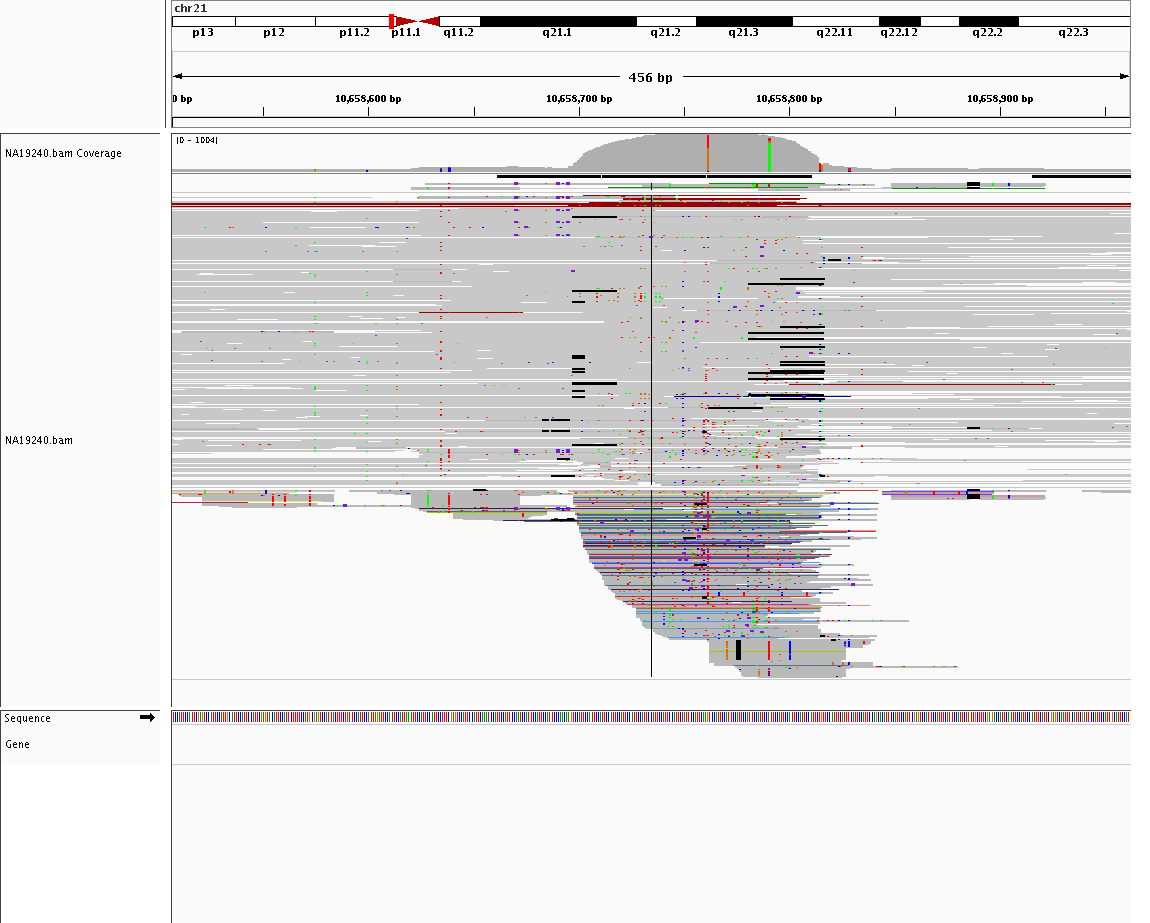 chr21
p13 p12 p11.2 p11.1 q11.2 q21.1 q21.2 q21.3 q22.11 q22.12 q22.2 q22.3
456 bp
0 bp 10,658,600 bp 10,658,700 bp 10,658,800 bp 10,658,900 bp
[0 - 1004]
NA19240.bam Coverage
NA19240.bam
Sequence
Gene